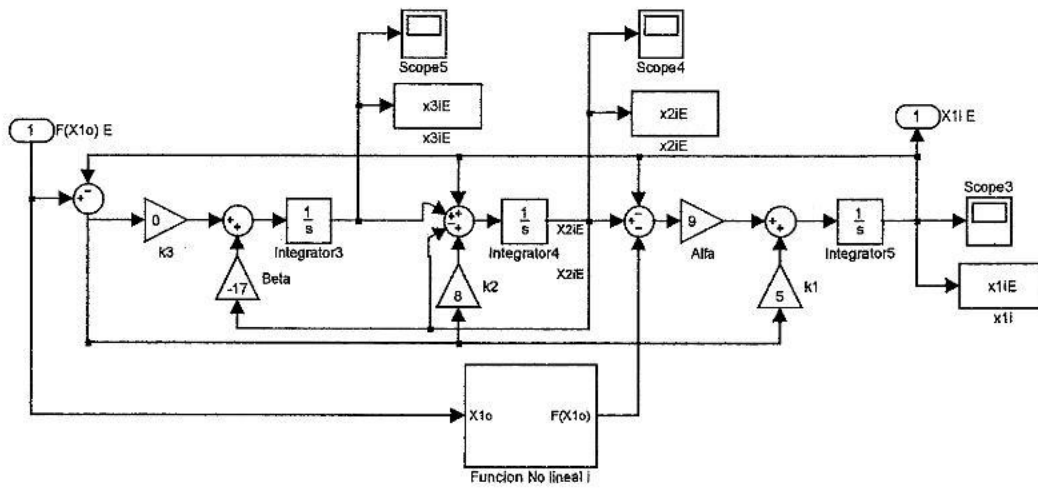 Scope5
Scope4
x3iE
x3iE
x2iE
x2iE
1
F(X1o) E
1
X1i E
Scope3
+
-
0
k3
+
+
1
s
Integrator3
+
+
-
+
1
s
Integrator4
X2iE
X2iE
+
-
-
9
Alfa
+
+
1
s
Integrator5
-17
Beta
8
k2
5
k1
x1iE
x1i
X1o
F(X1o)
Funcion No lineal i